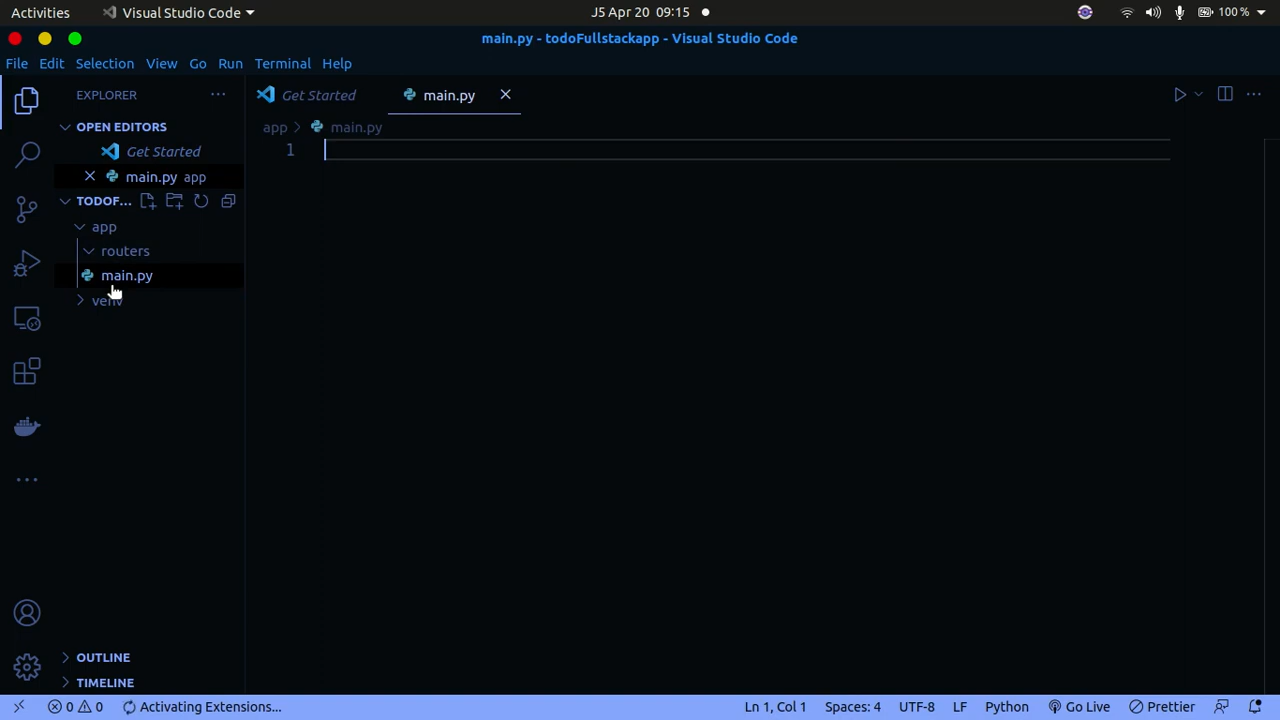 Activities Visual Studio Code J5 Apr 20 09:15 100 %
main.py - todoFullstackapp - Visual Studio Code
File Edit Selection View Go Run Terminal Help
EXPLORER ··· Get Started main.py ···
OPEN EDITORS
app main.py
Get Started
1
main.py app
TODOF...
app
routers
main.py
venv
OUTLINE
TIMELINE
0 0 Activating Extensions... Ln 1, Col 1 Spaces: 4 UTF-8 LF Python Go Live Prettier